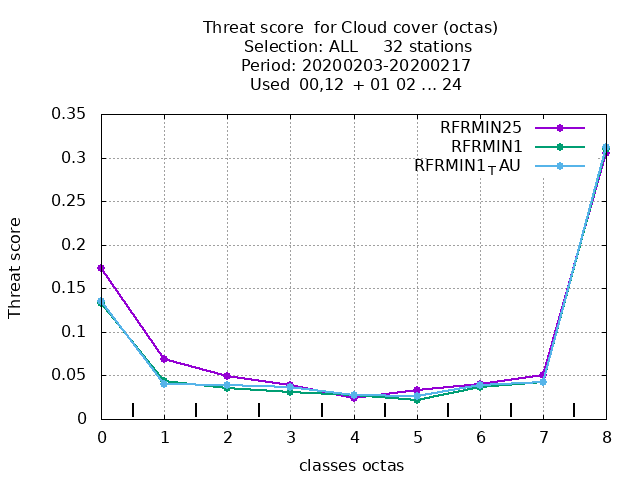 Threat score  for Cloud cover (octas)
Selection: ALL     32 stations
Period: 20200203-20200217
Used  00,12  + 01 02 ... 24
RFRMIN25
RFRMIN1
RFRMIN1TAU
0.35
0.3
0.25
0.2
0.15
0.1
0.05
0
Threat score
0 1 2 3 4 5 6 7 8
classes octas